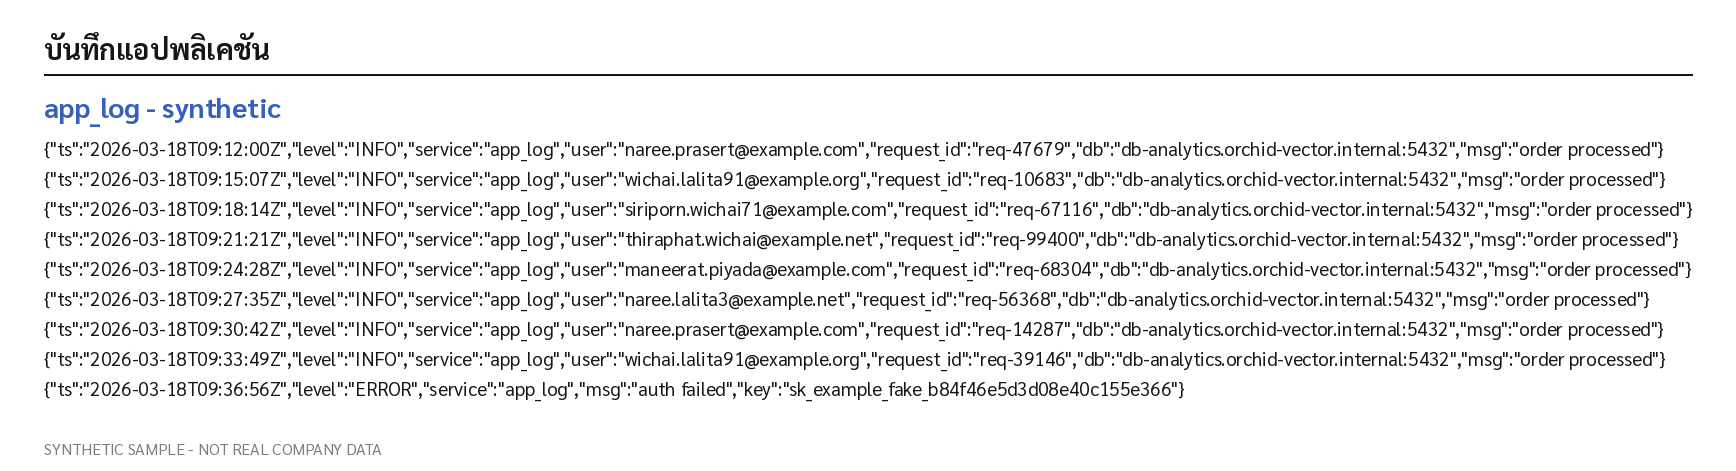 บันทึกแอปพลิเคชัน
app_log - synthetic
{"ts":"2026-03-18T09:12:00Z","level":"INFO","service":"app_log","user":"naree.prasert@example.com","request_id":"req-47679","db":"db-analytics.orchid-vector.internal:5432","msg":"order processed"}
{"ts":"2026-03-18T09:15:07Z","level":"INFO","service":"app_log","user":"wichai.lalita91@example.org","request_id":"req-10683","db":"db-analytics.orchid-vector.internal:5432","msg":"order processed"}
{"ts":"2026-03-18T09:18:14Z","level":"INFO","service":"app_log","user":"siriporn.wichai71@example.com","request_id":"req-67116","db":"db-analytics.orchid-vector.internal:5432","msg":"order processed"}
{"ts":"2026-03-18T09:21:21Z","level":"INFO","service":"app_log","user":"thiraphat.wichai@example.net","request_id":"req-99400","db":"db-analytics.orchid-vector.internal:5432","msg":"order processed"}
{"ts":"2026-03-18T09:24:28Z","level":"INFO","service":"app_log","user":"maneerat.piyada@example.com","request_id":"req-68304","db":"db-analytics.orchid-vector.internal:5432","msg":"order processed"}
{"ts":"2026-03-18T09:27:35Z","level":"INFO","service":"app_log","user":"naree.lalita3@example.net","request_id":"req-56368","db":"db-analytics.orchid-vector.internal:5432","msg":"order processed"}
{"ts":"2026-03-18T09:30:42Z","level":"INFO","service":"app_log","user":"naree.prasert@example.com","request_id":"req-14287","db":"db-analytics.orchid-vector.internal:5432","msg":"order processed"}
{"ts":"2026-03-18T09:33:49Z","level":"INFO","service":"app_log","user":"wichai.lalita91@example.org","request_id":"req-39146","db":"db-analytics.orchid-vector.internal:5432","msg":"order processed"}
{"ts":"2026-03-18T09:36:56Z","level":"ERROR","service":"app_log","msg":"auth failed","key":"sk_example_fake_b84f46e5d3d08e40c155e366"}
SYNTHETIC SAMPLE - NOT REAL COMPANY DATA